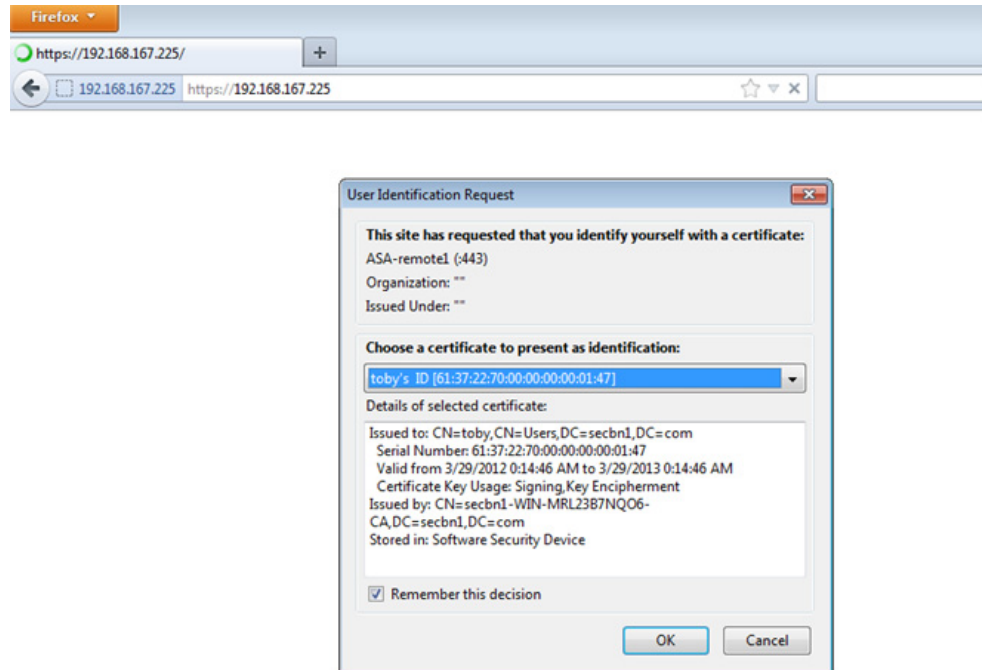 Firefox
https://192.168.167.225/
192.168.167.225 https://192.168.167.225
User Identification Request
This site has requested that you identify yourself with a certificate:
ASA-remote1 (:443)
Organization: ""
Issued Under: ""
Choose a certificate to present as identification:
toby's ID [61:37:22:70:00:00:00:00:01:47]
Details of selected certificate:
Issued to: CN=toby,CN=Users,DC=secbn1,DC=com
Serial Number: 61:37:22:70:00:00:00:00:01:47
Valid from 3/29/2012 0:14:46 AM to 3/29/2013 0:14:46 AM
Certificate Key Usage: Signing,Key Encipherment
Issued by: CN=secbn1-WIN-MRL23B7NQO6-
CA,DC=secbn1,DC=com
Stored in: Software Security Device
Remember this decision
OK Cancel